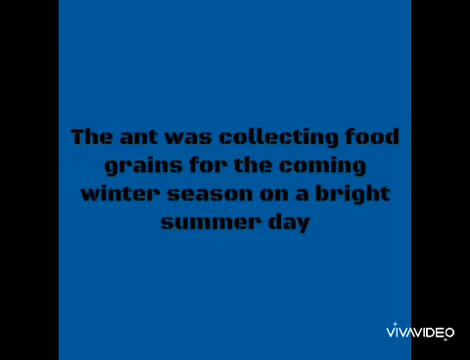 The ant was collecting food
grains for the coming
winter season on a bright
summer day
VIVAVIDEO